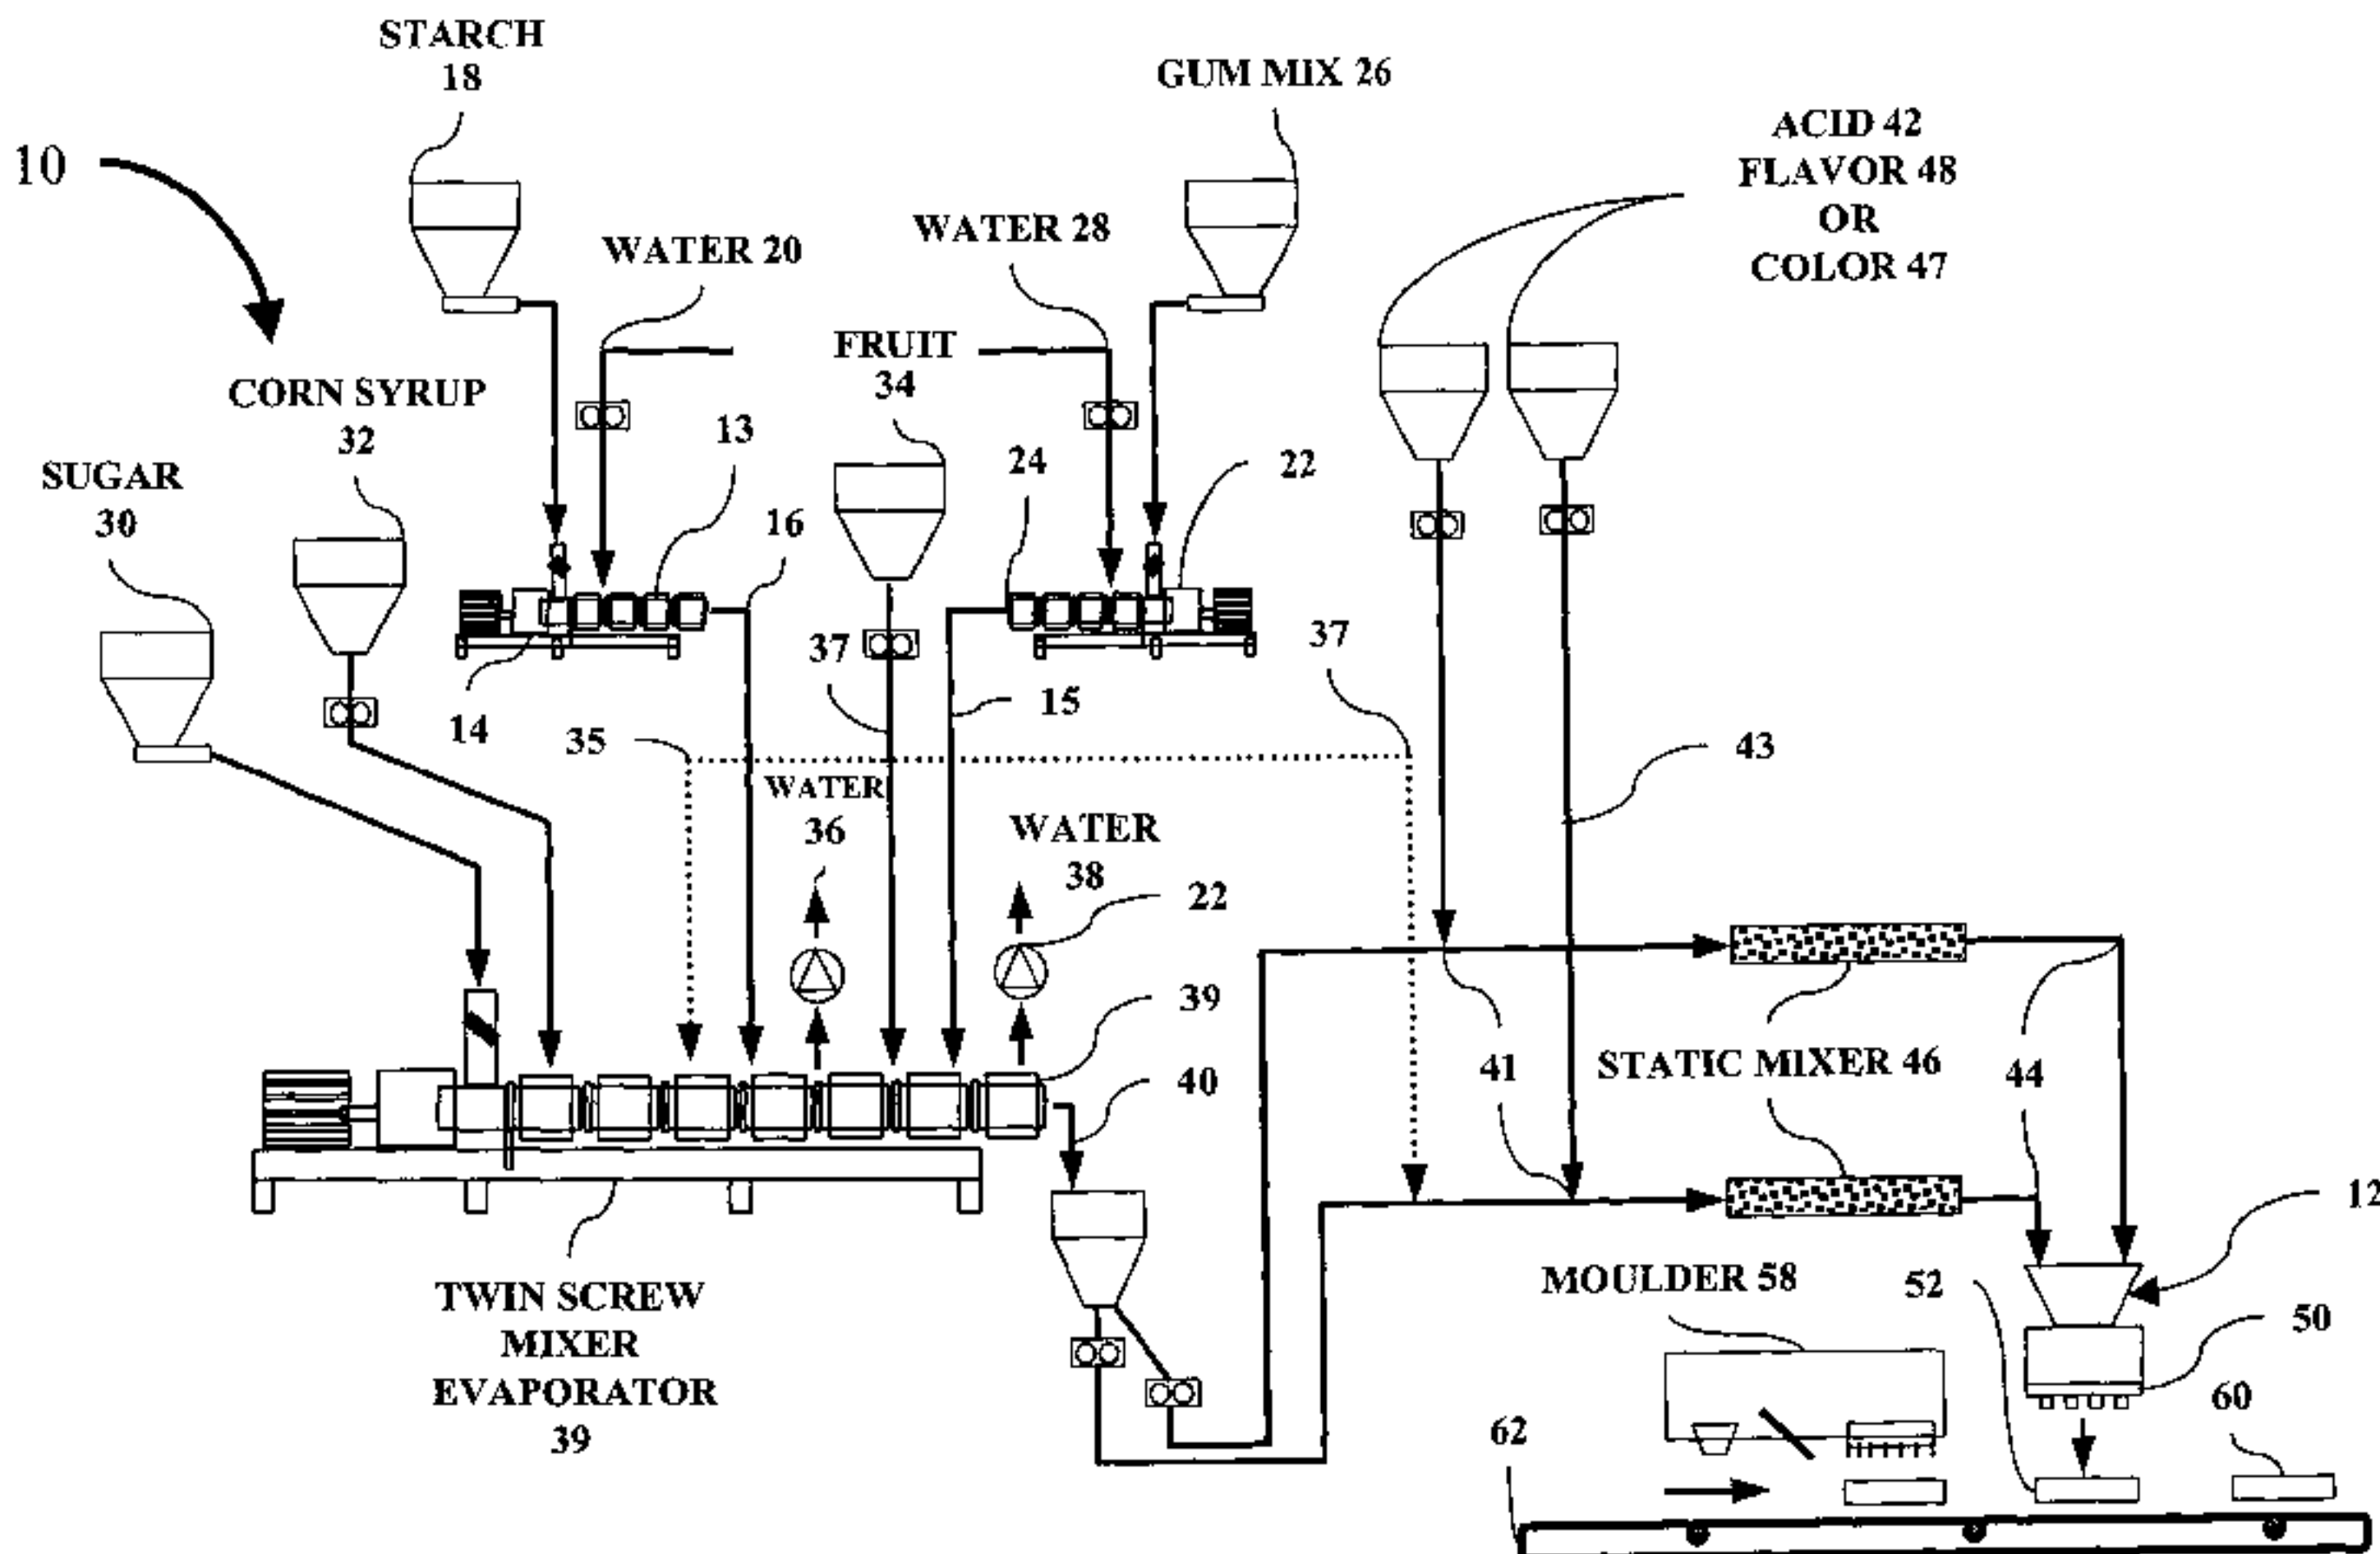 STARCH
18
GUM MIX 26
ACID 42
FLAVOR 48
OR
COLOR 47
10
WATER 20
WATER 28
FRUIT
34
CORN SYRUP
32
SUGAR
30
13
16
24
22
37
37
14
35
15
43
WATER
36
WATER
38
22
39
40
41
STATIC MIXER 46
44
12
TWIN SCREW
MIXER
EVAPORATOR
39
MOULDER 58
52
50
60
62